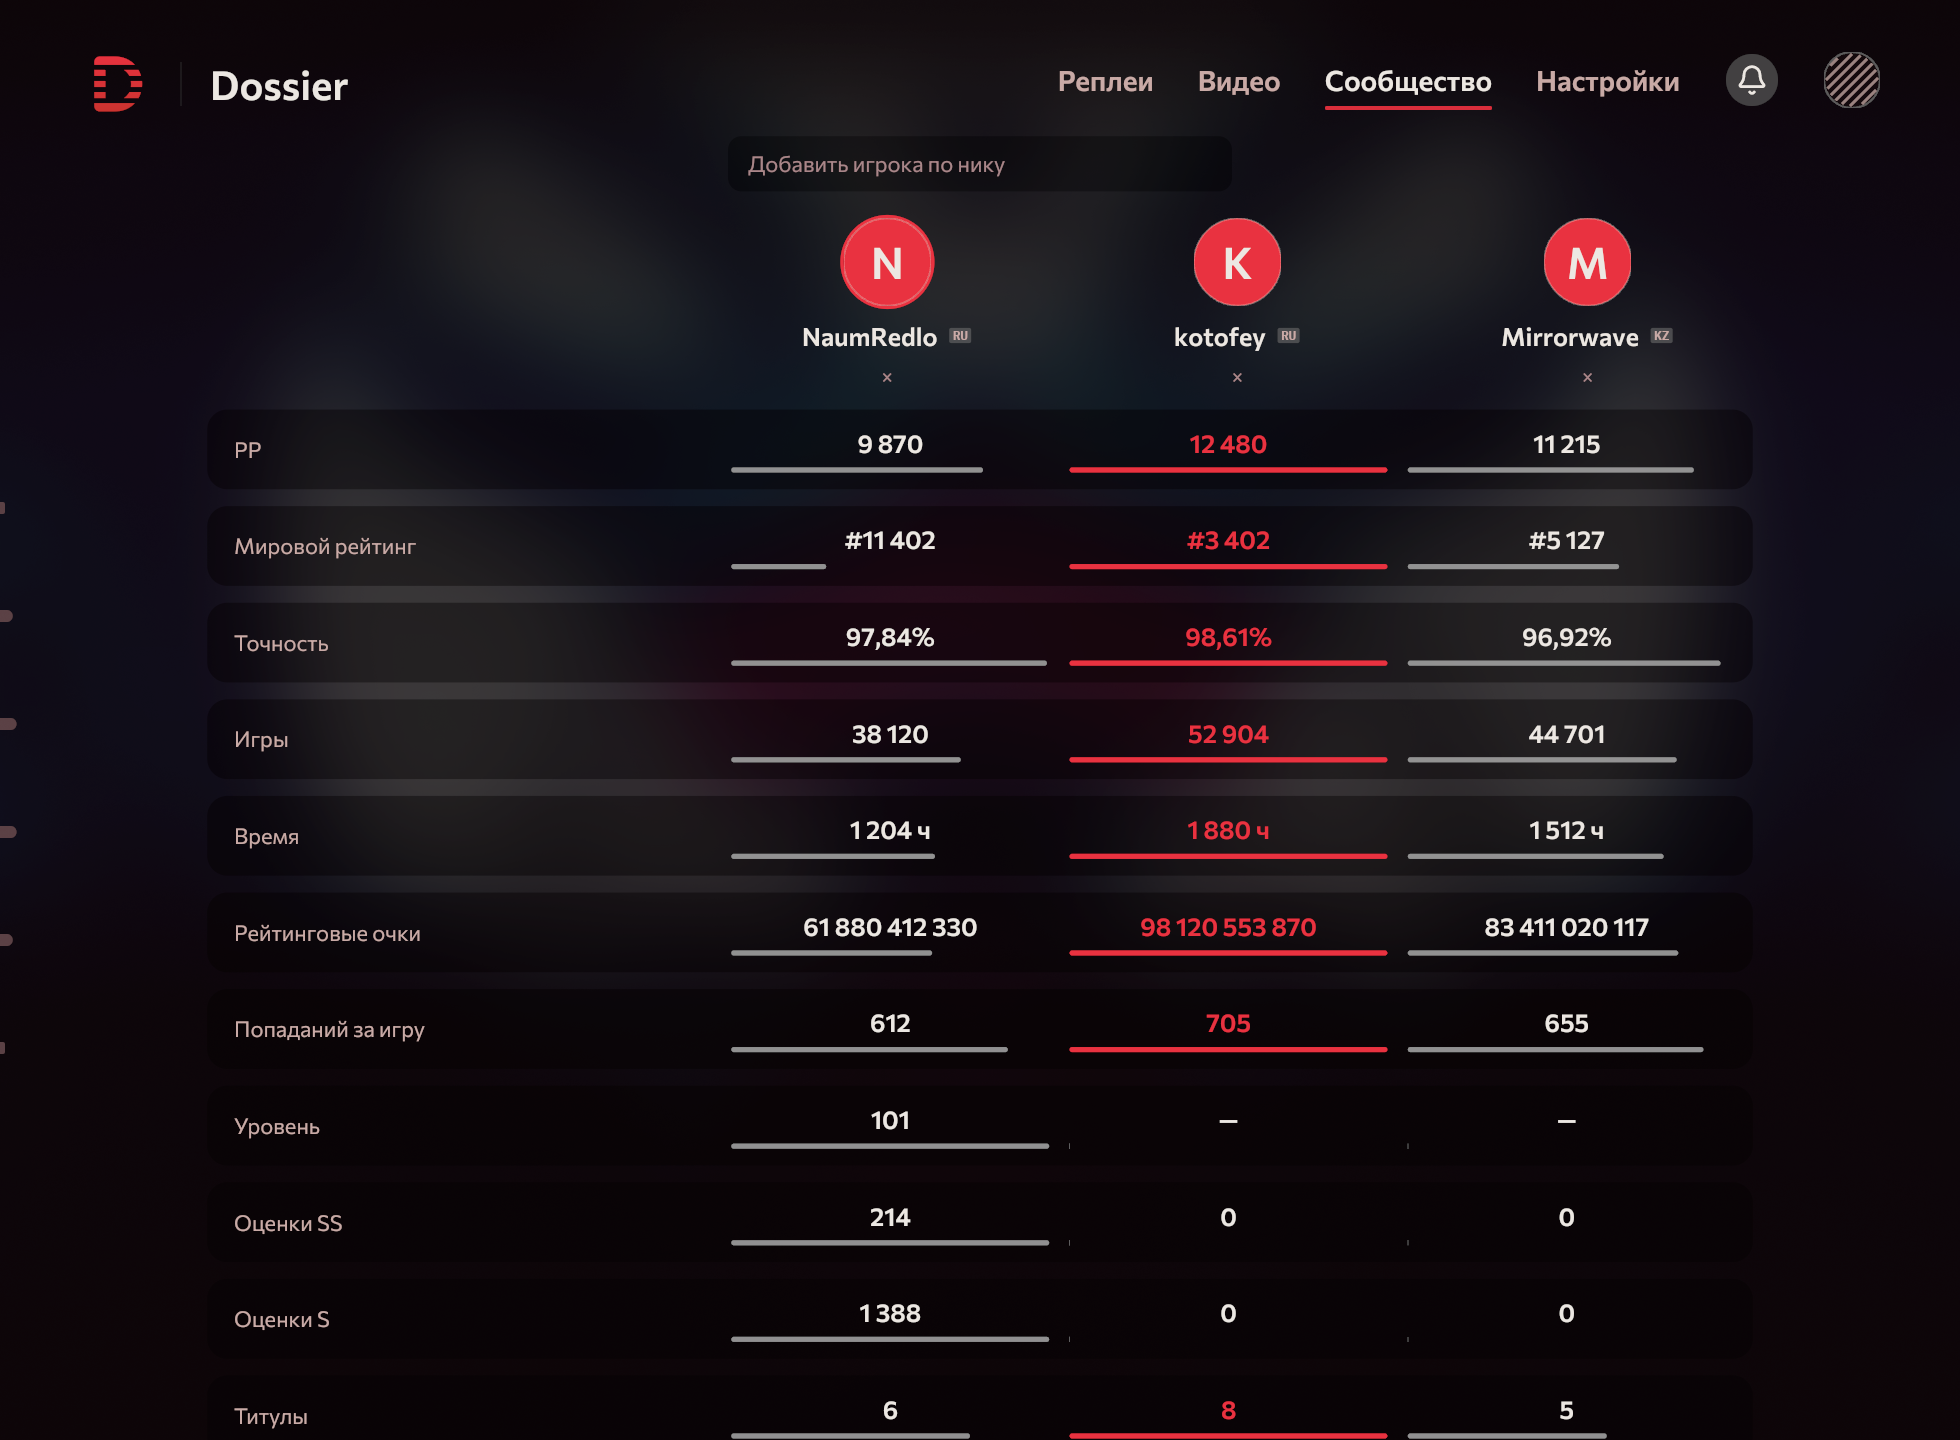 Dossier
Реплеи Видео Сообщество Настройки
Добавить игрока по нику
N K M
NaumRedlo RU kotofey RU Mirrorwave KZ
× × ×
PP 9 870 12 480 11 215
Мировой рейтинг #11 402 #3 402 #5 127
Точность 97,84% 98,61% 96,92%
Игры 38 120 52 904 44 701
Время 1 204 ч 1 880 ч 1 512 ч
Рейтинговые очки 61 880 412 330 98 120 553 870 83 411 020 117
Попаданий за игру 612 705 655
Уровень 101 — —
Оценки SS 214 0 0
Оценки S 1 388 0 0
Титулы 6 8 5